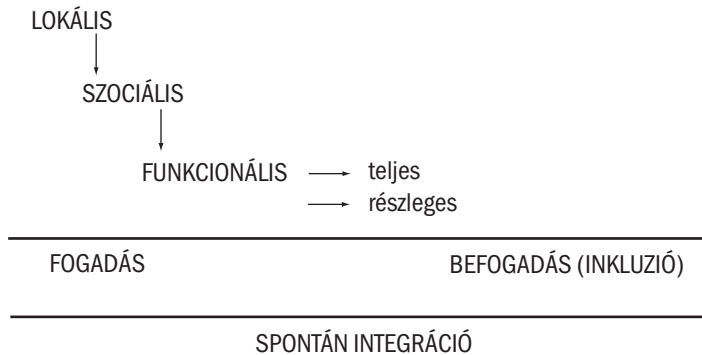 LOKÁLIS
SZOCIÁLIS
FUNKCIONÁLIS teljes
részleges
FOGADÁS BEFOGADÁS (INKLUZIÓ)
SPONTÁN INTEGRÁCIÓ